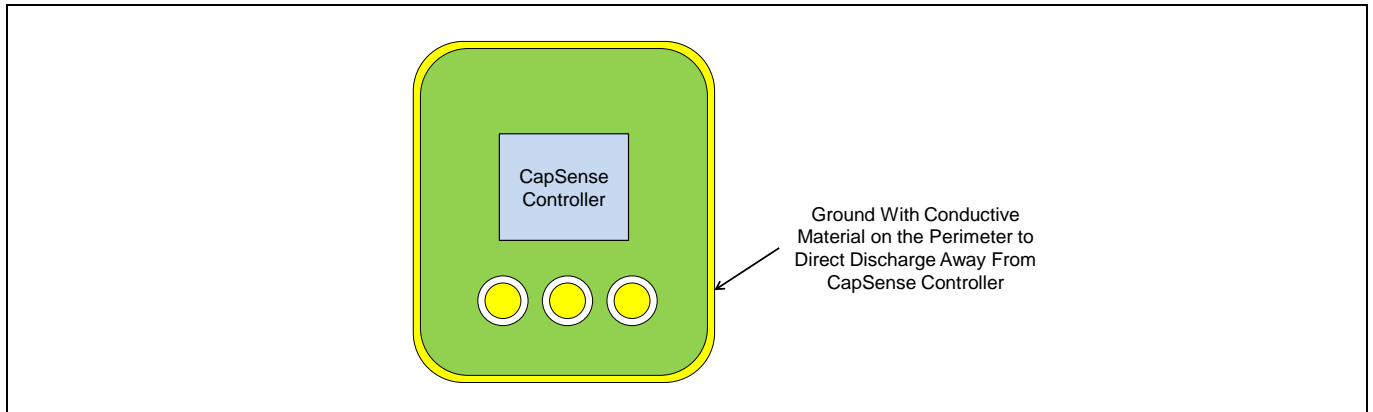 CapSense
Controller
Ground With Conductive
Material on the Perimeter to
Direct Discharge Away From
CapSense Controller